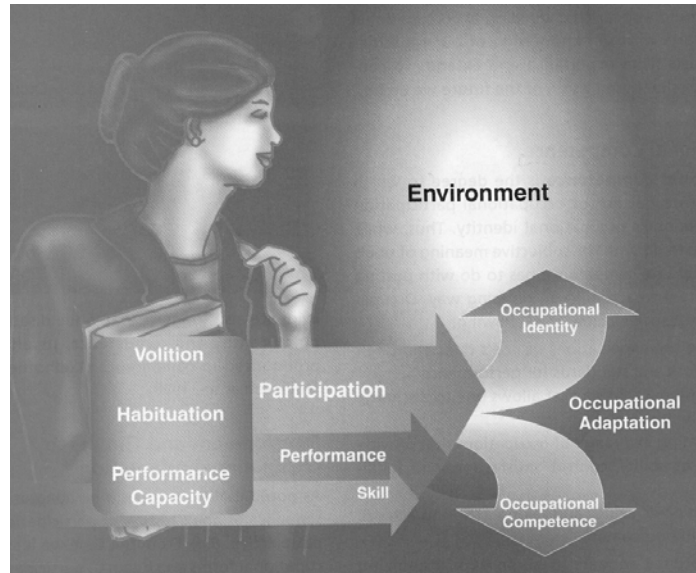 Environment
Occupational
Identity
Volition
Participation
Habituation
Occupational
Adaptation
Performance
Performance
Capacity
Skill
Occupational
Competence